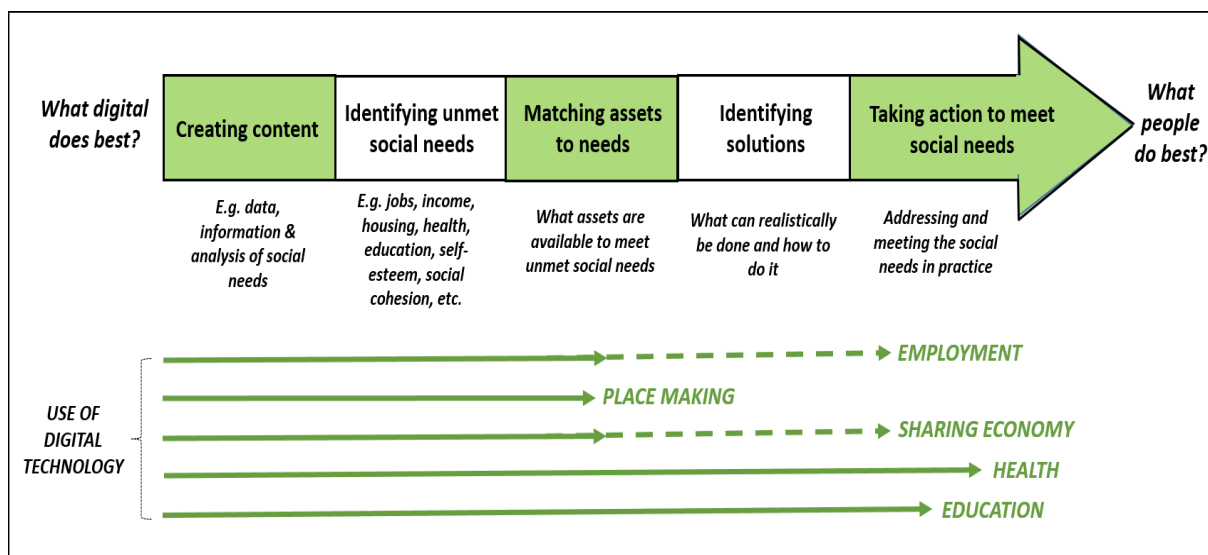 What digital
does best?
Creating content
Identifying unmet
social needs
Matching assets
to needs
Identifying
solutions
Taking action to meet
social needs
What
people
do best?
E.g. data,
information &
analysis of social
needs
E.g. jobs, income,
housing, health,
education, self-
esteem, social
cohesion, etc.
What assets are
available to meet
unmet social needs
What can realistically
be done and how to
do it
Addressing and
meeting the social
needs in practice
USE OF
DIGITAL
TECHNOLOGY
EMPLOYMENT
PLACE MAKING
SHARING ECONOMY
HEALTH
EDUCATION